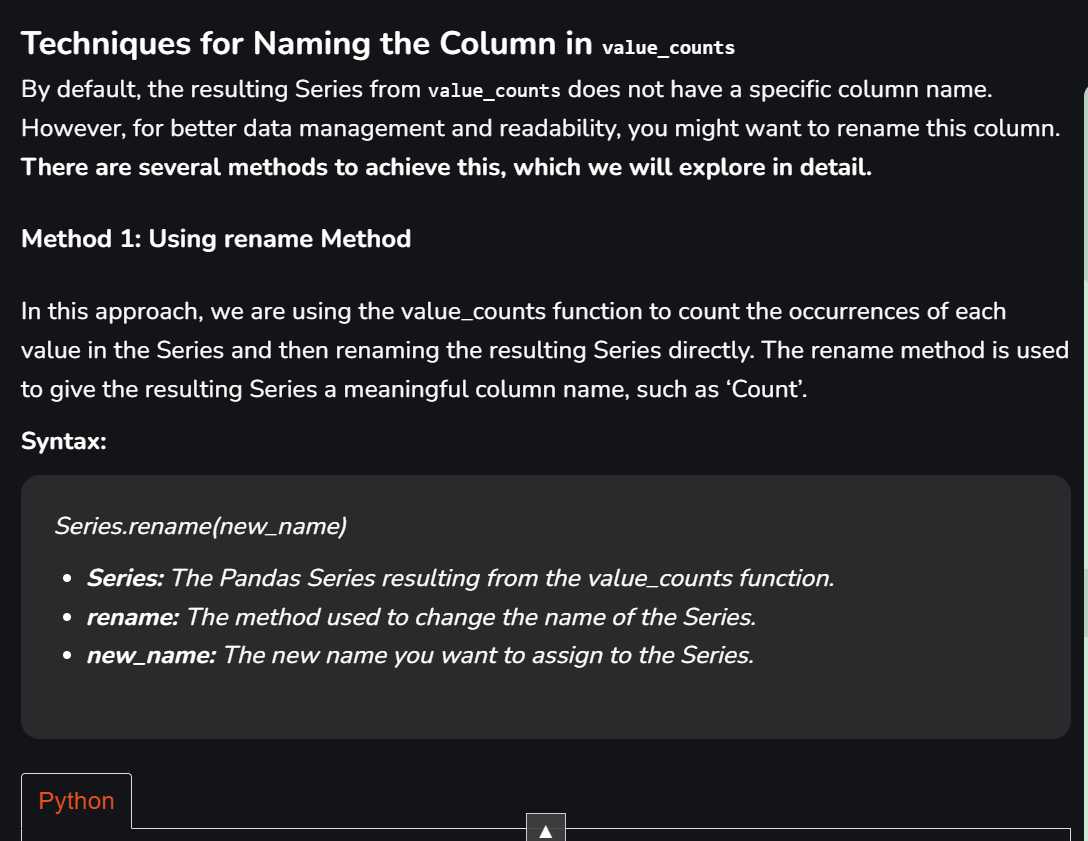 Techniques for Naming the Column in value_counts
By default, the resulting Series from value_counts does not have a specific column name.
However, for better data management and readability, you might want to rename this column.
There are several methods to achieve this, which we will explore in detail.
Method 1: Using rename Method
In this approach, we are using the value_counts function to count the occurrences of each
value in the Series and then renaming the resulting Series directly. The rename method is used
to give the resulting Series a meaningful column name, such as ‘Count’.
Syntax:
Series.rename(new_name)
• Series: The Pandas Series resulting from the value_counts function.
• rename: The method used to change the name of the Series.
• new_name: The new name you want to assign to the Series.
Python